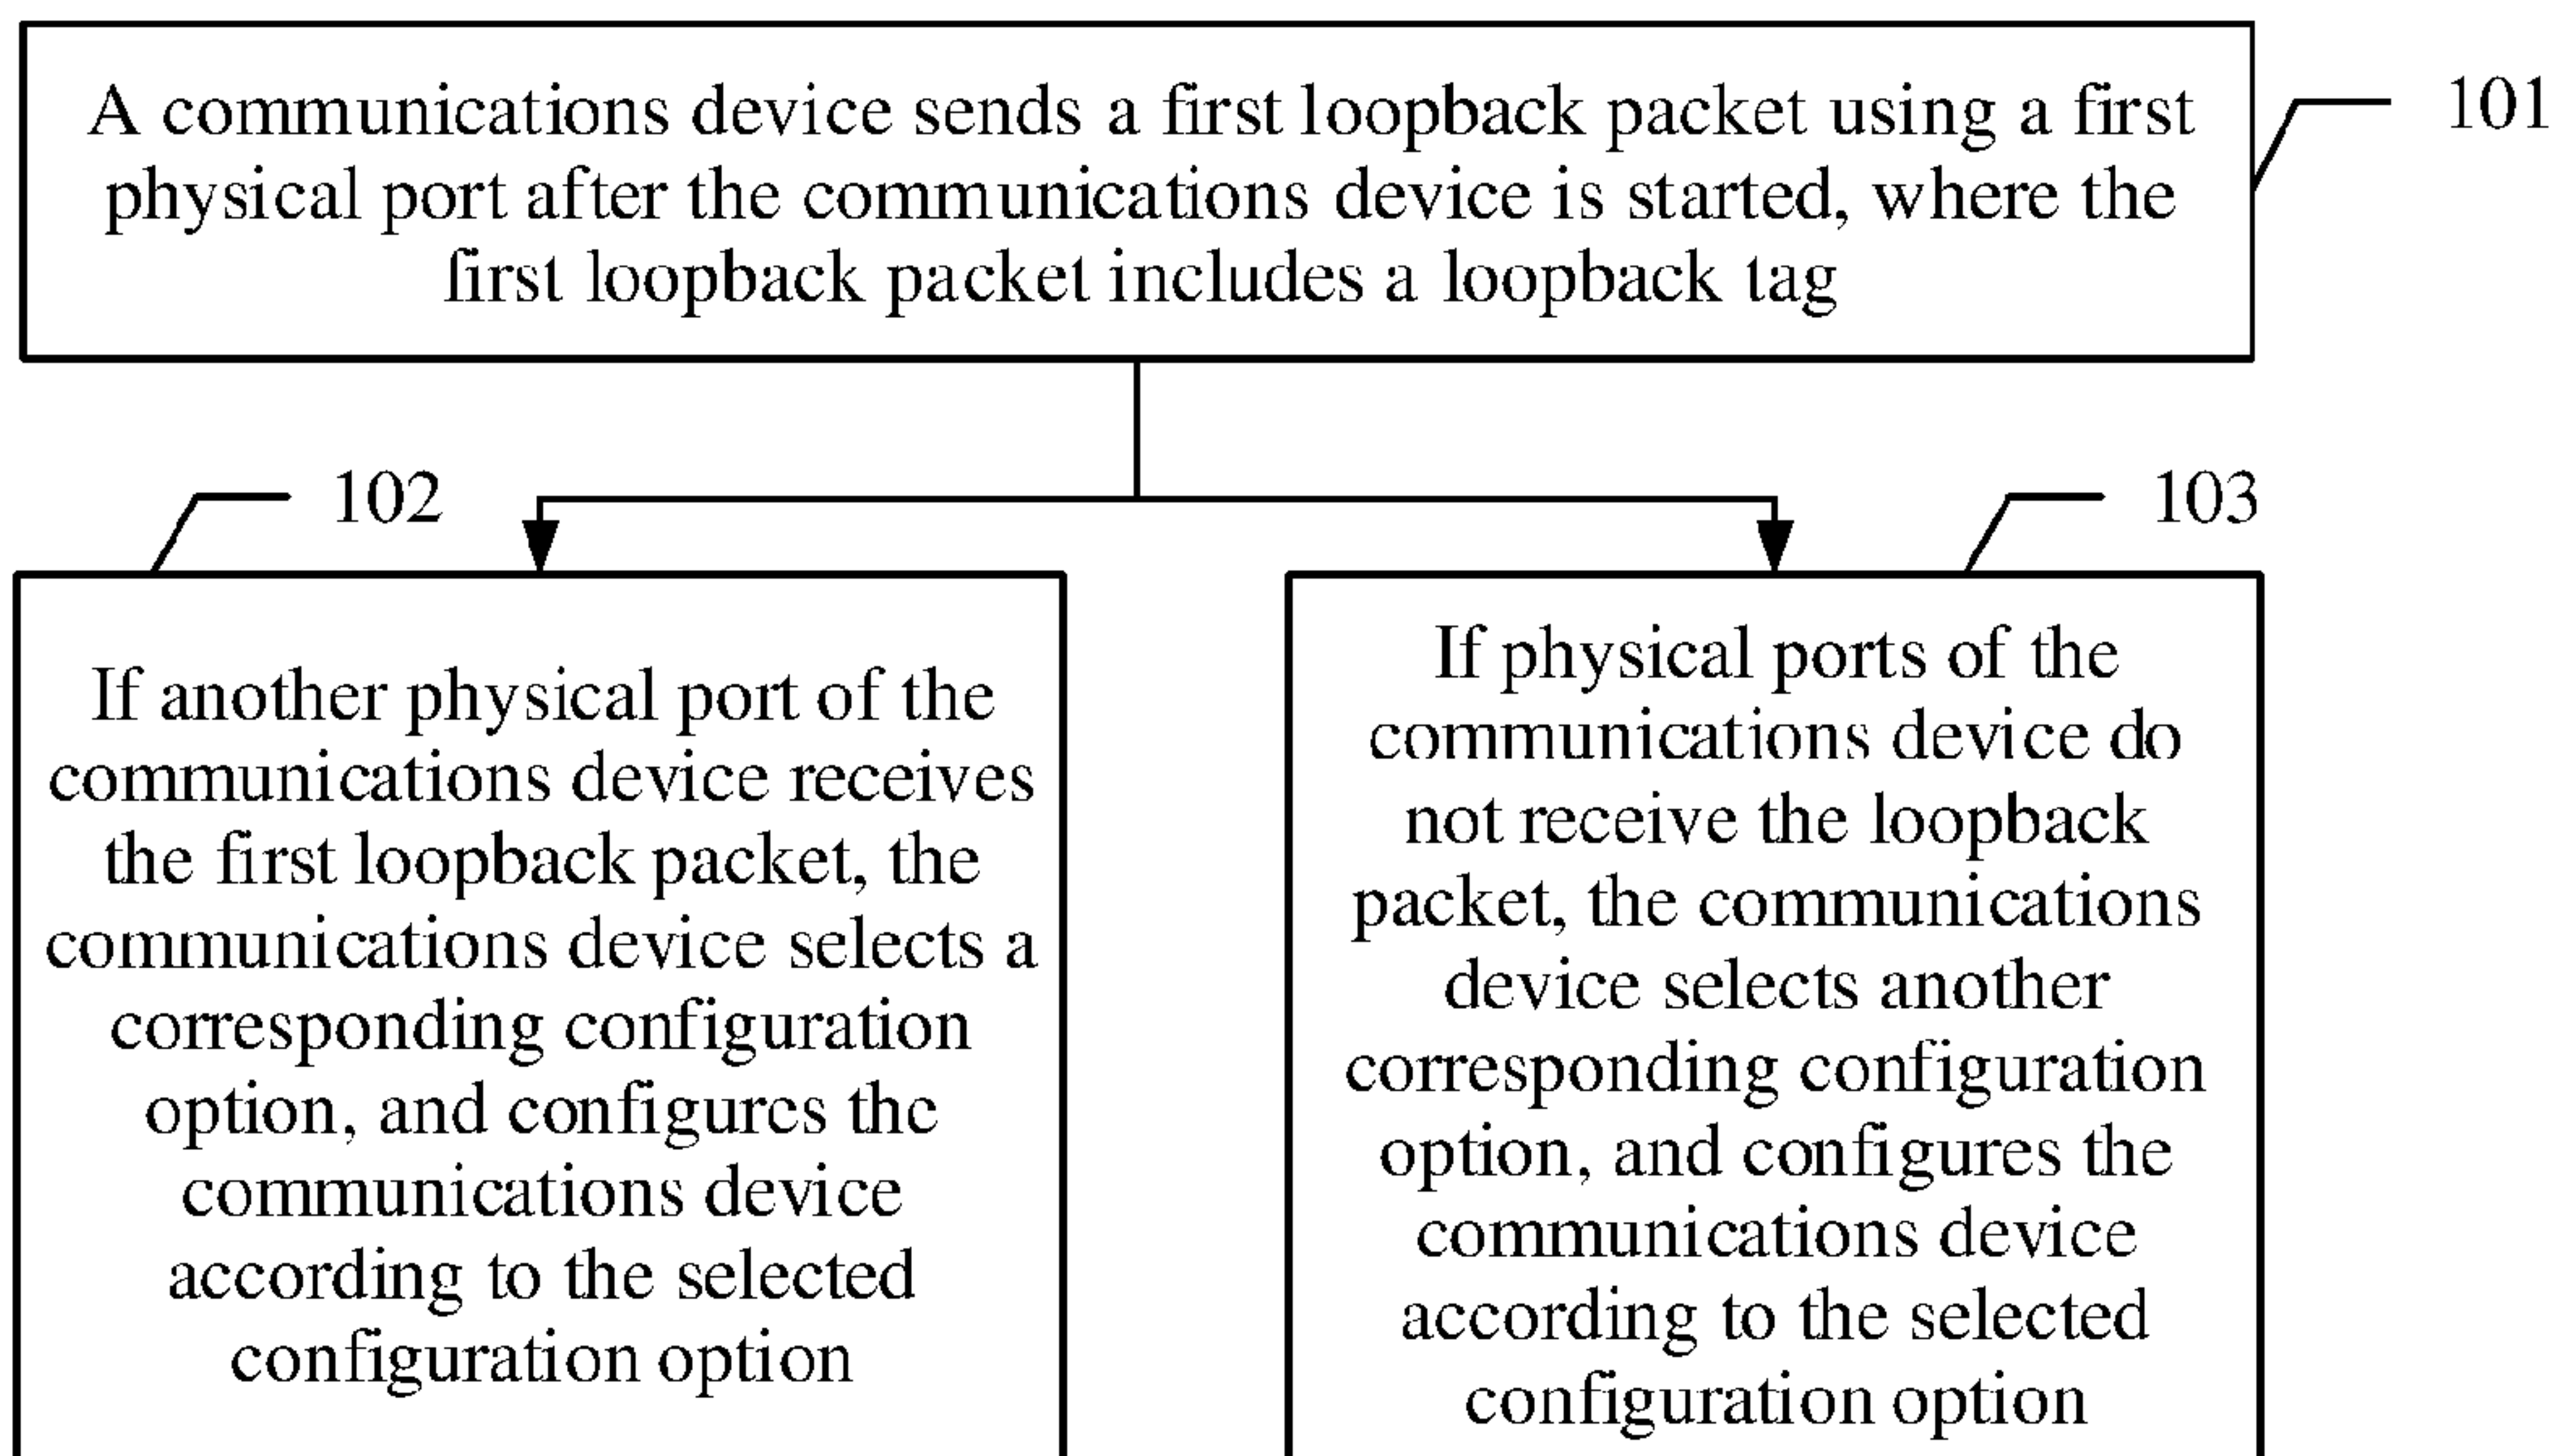 A communications device sends a first loopback packet using a first
physical port after the communications device is started, where the
first loopback packet includes a loopback tag
101
102
If another physical port of the
communications device receives
the first loopback packet, the
communications device selects a
corresponding configuration
option, and configures the
communications device
according to the selected
configuration option
103
If physical ports of the
communications device do
not receive the loopback
packet, the communications
device selects another
corresponding configuration
option, and configures the
communications device
according to the selected
configuration option